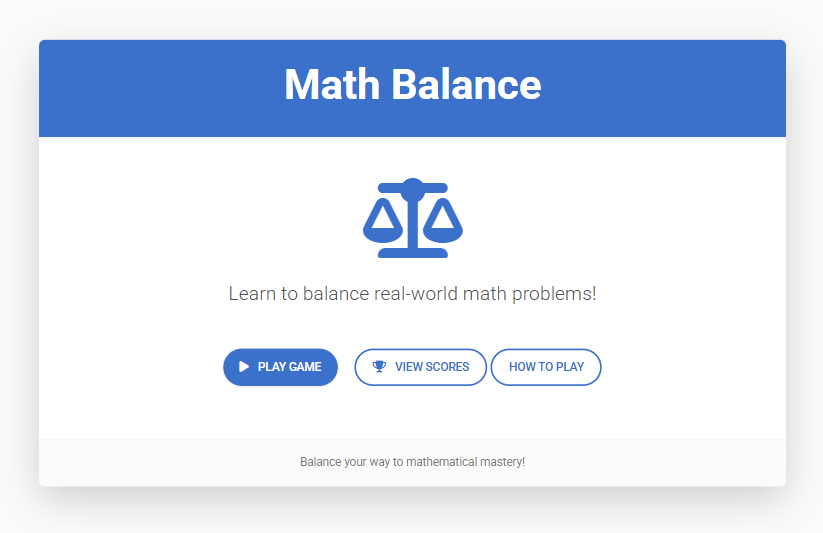 Math Balance
Learn to balance real-world math problems!
PLAY GAME
VIEW SCORES
HOW TO PLAY
Balance your way to mathematical mastery!